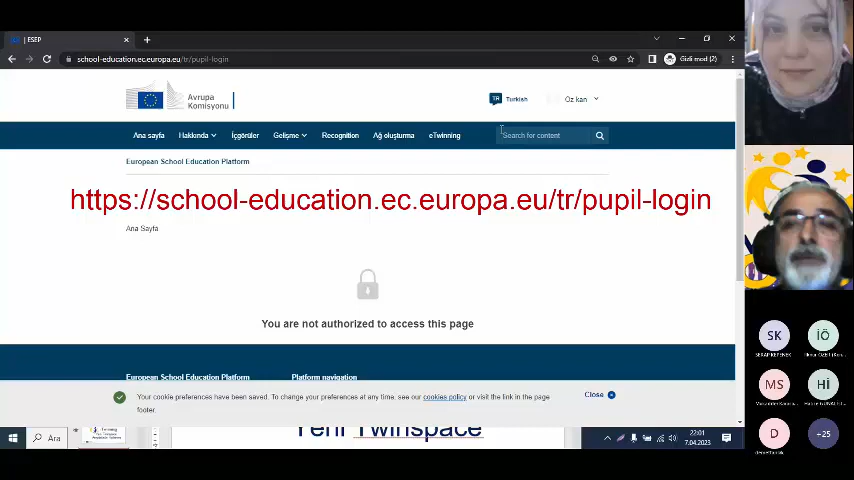 | ESEP
school-education.ec.europa.eu/tr/pupil-login
Gizli mod (2)
Avrupa
Komisyonu
TR Turkish
Oz kan
Ana sayfa Hakkında İçgörüler Gelişme Recognition Ağ oluşturma eTwinning
Search for content
European School Education Platform
https://school-education.ec.europa.eu/tr/pupil-login
Ana Sayfa
You are not authorized to access this page
European School Education Platform Platform navigation
Your cookie preferences have been saved. To change your preferences at any time, see our cookies policy or visit the link in the page
footer.
Close
Yeni Twinspace
Ara
22:01
7.04.2023
SK
İÖ
MS
Hİ
D
+25